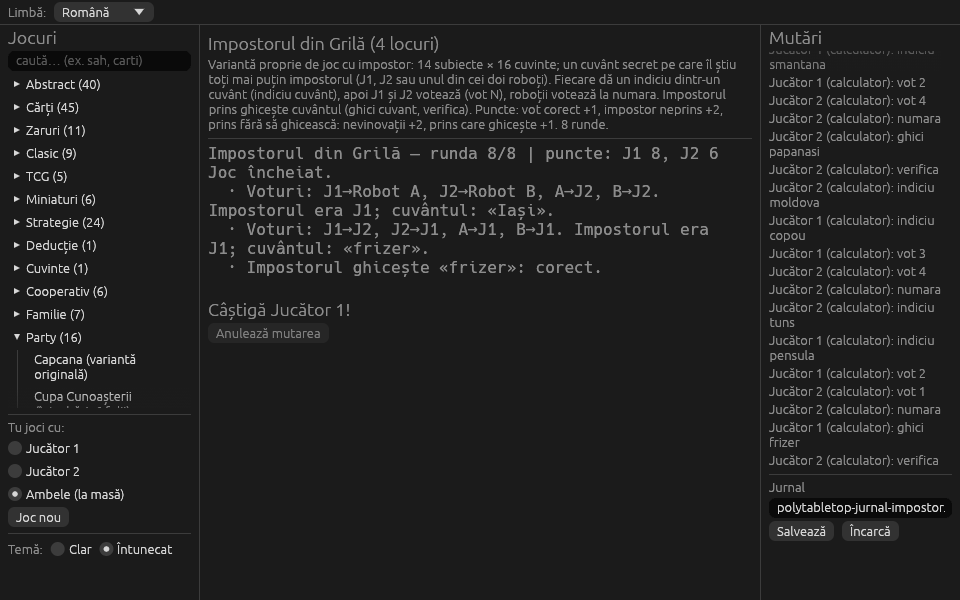 Limbă: Română
Jocuri
caută... (ex. sah, carti)
Abstract (40)
Cărți (45)
Zaruri (11)
Clasic (9)
TCG (5)
Miniaturi (6)
Strategie (24)
Deducție (1)
Cuvinte (1)
Cooperativ (6)
Familie (7)
Party (16)
Capcana (variantă
originală)
Cupa Cunoașterii
Tu joci cu:
Jucător 1
Jucător 2
Ambele (la masă)
Joc nou
Temă: Clar Întunecat
Impostorul din Grilă (4 locuri)
Variantă proprie de joc cu impostor: 14 subiecte × 16 cuvinte; un cuvânt secret pe care îl știu
toți mai puțin impostorul (J1, J2 sau unul din cei doi roboți). Fiecare dă un indiciu dintr-un
cuvânt (indiciu cuvânt), apoi J1 și J2 votează (vot N), roboții votează la numara. Impostorul
prins ghicește cuvântul (ghici cuvant, verifica). Puncte: vot corect +1, impostor neprins +2,
prins fără să ghicească: nevinovații +2, prins care ghicește +1. 8 runde.
Impostorul din Grilă — runda 8/8 | puncte: J1 8, J2 6
Joc încheiat.
· Voturi: J1→Robot A, J2→Robot B, A→J2, B→J2.
Impostorul era J1; cuvântul: «Iași».
· Voturi: J1→J2, J2→J1, A→J1, B→J1. Impostorul era
J1; cuvântul: «frizer».
· Impostorul ghicește «frizer»: corect.
Câștigă Jucător 1!
Anulează mutarea
Mutări
Jucător 1 (calculator): indiciu
smantana
Jucător 1 (calculator): vot 2
Jucător 2 (calculator): vot 4
Jucător 2 (calculator): numara
Jucător 2 (calculator): ghici
papanasi
Jucător 2 (calculator): verifica
Jucător 2 (calculator): indiciu
moldova
Jucător 1 (calculator): indiciu
copou
Jucător 1 (calculator): vot 3
Jucător 2 (calculator): vot 4
Jucător 2 (calculator): numara
Jucător 2 (calculator): indiciu
tuns
Jucător 1 (calculator): indiciu
pensula
Jucător 1 (calculator): vot 2
Jucător 2 (calculator): vot 1
Jucător 2 (calculator): numara
Jucător 1 (calculator): ghici
frizer
Jucător 2 (calculator): verifica
Jurnal
polytabletop-jurnal-impostor.
Salvează Încarcă